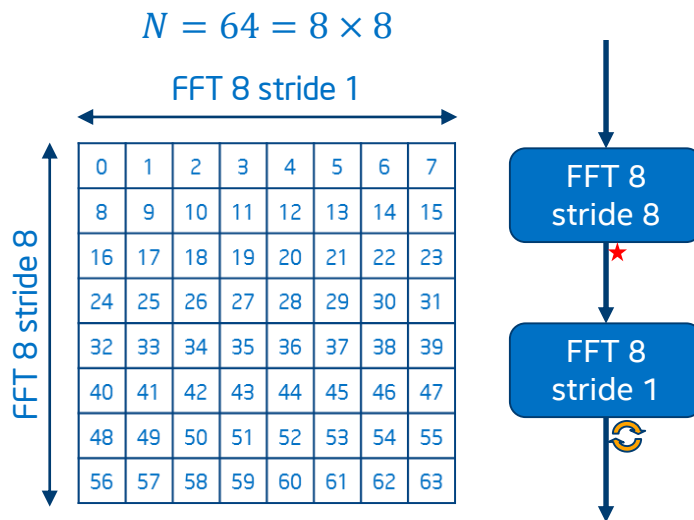 N = 64 = 8 × 8
FFT 8 stride 1
FFT 8 stride 8
0 1 2 3 4 5 6 7
8 9 10 11 12 13 14 15
16 17 18 19 20 21 22 23
24 25 26 27 28 29 30 31
32 33 34 35 36 37 38 39
40 41 42 43 44 45 46 47
48 49 50 51 52 53 54 55
56 57 58 59 60 61 62 63
FFT 8
stride 8
FFT 8
stride 1